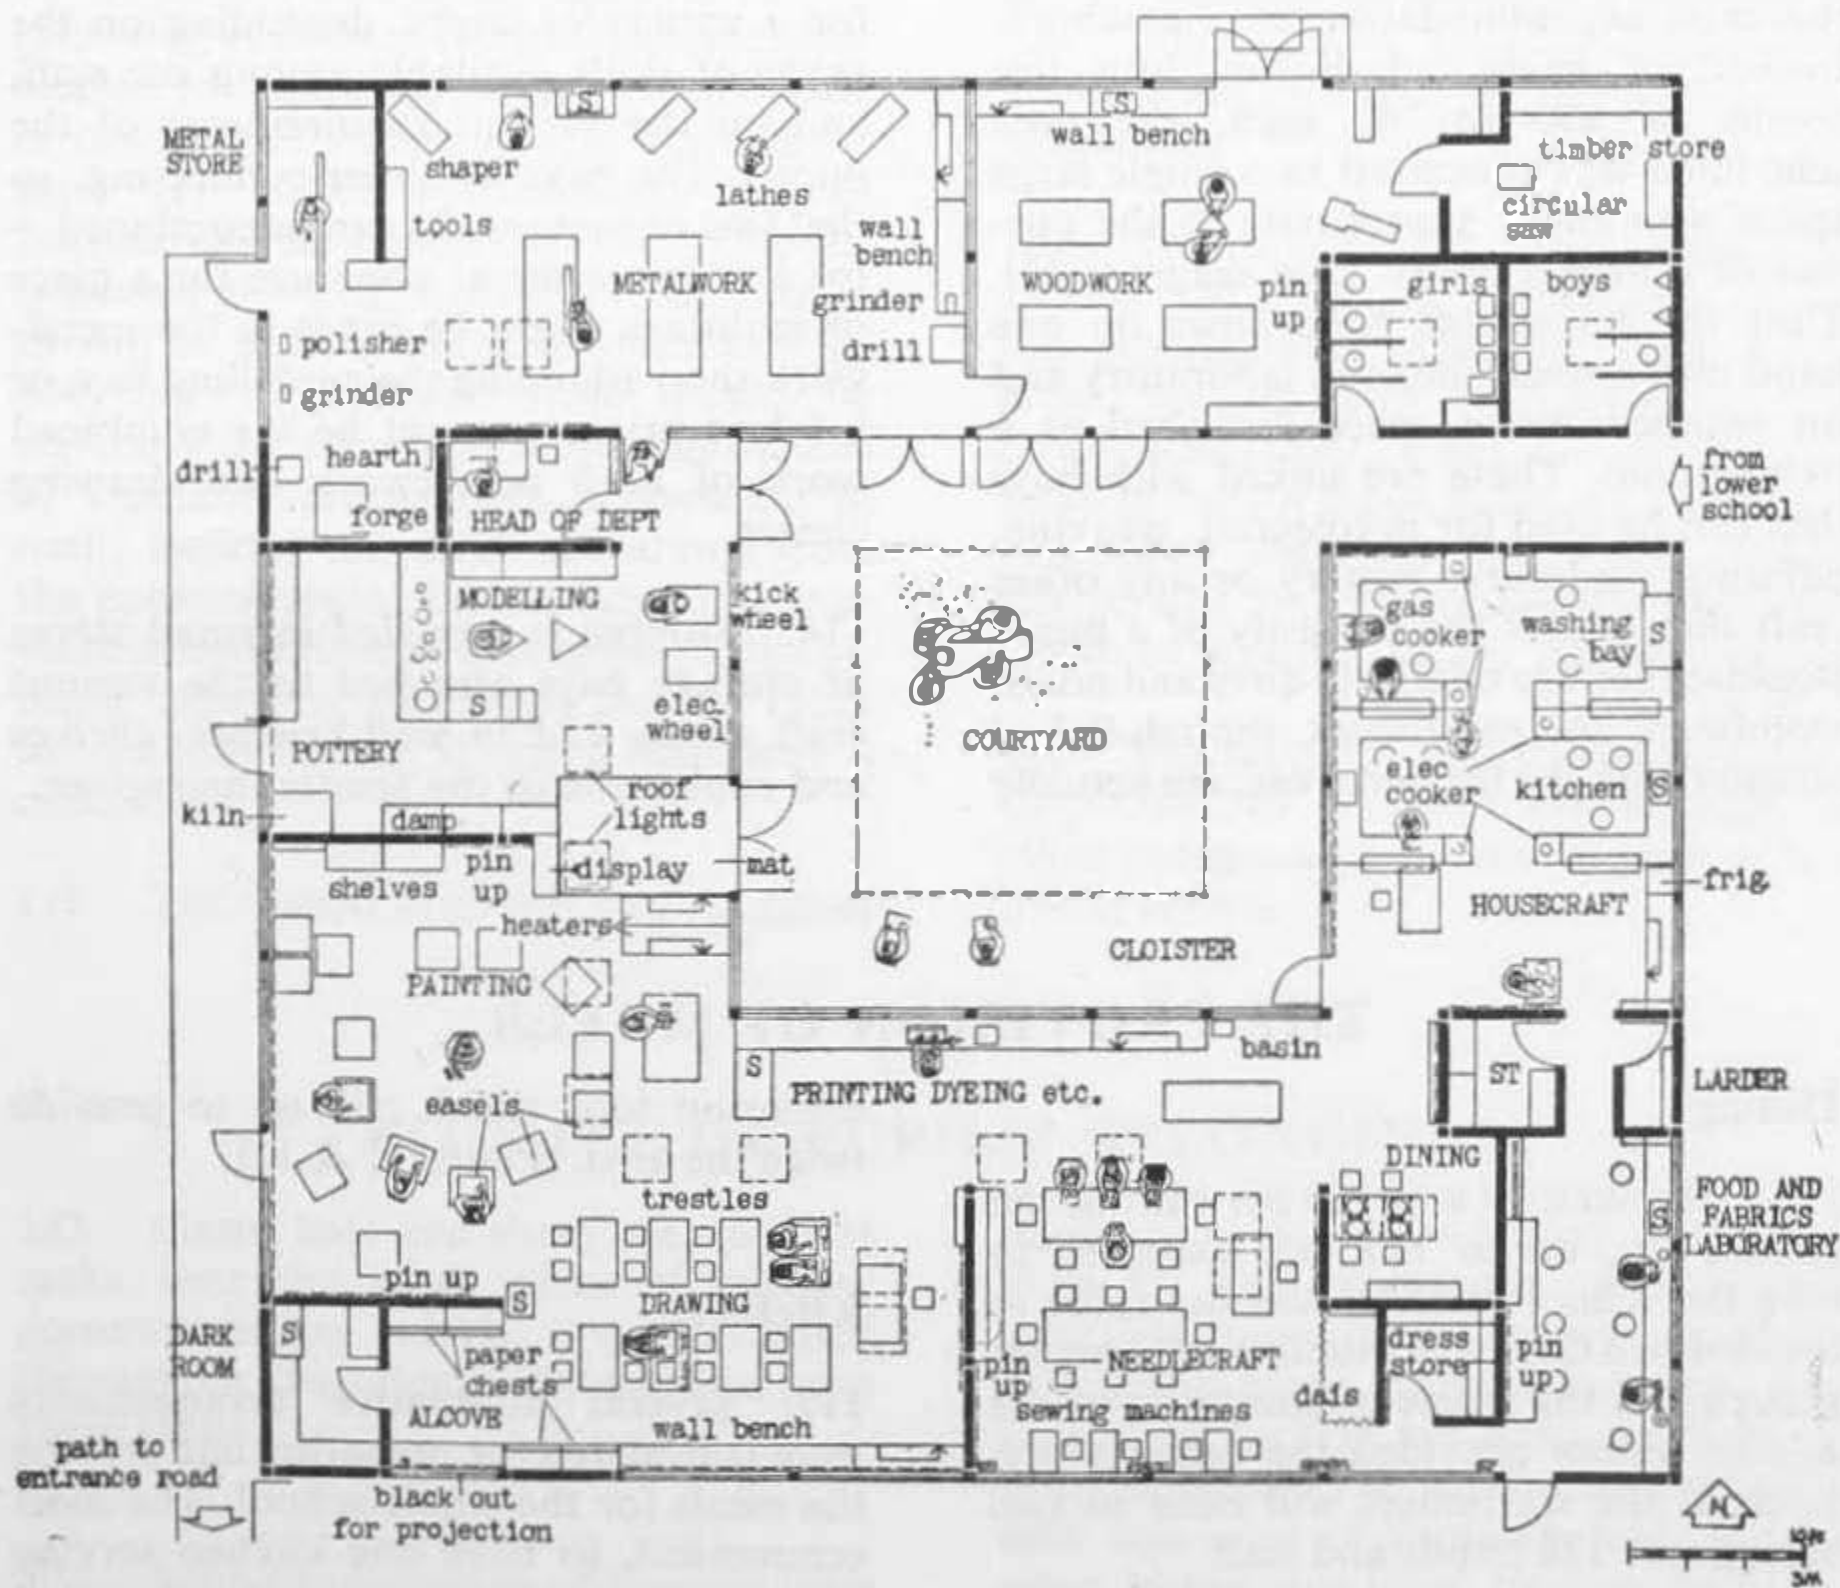 METAL
STORE
shaper
tools
lathes
S
wall
bench
METALWORK
grinder
drill
polisher
grinder
wall bench
S
WOODWORK
pin
up
timber store
circular
saw
girls
boys
drill
hearth
forge
HEAD OF DEPT
from
lower
school
MODELLING
kick
wheel
S
elec.
wheel
POTTERY
kiln
damp
roof
lights
display
mat
COURTYARD
CLOISTER
gas
cooker
washing
bay
S
elec
cooker
kitchen
S
frig.
HOUSECRAFT
shelves
pin
up
heaters
PAINTING
easels
S
PRINTING DYEING etc.
basin
ST
LARDER
DINING
FOOD AND
FABRICS
LABORATORY
S
trestles
pin up
S
DRAWING
DARK
ROOM
S
paper
chests
ALCOVE
wall bench
pin
up
NEEDLECRAFT
sewing machines
dais
dress
store
pin
up
path to
entrance road
black out
for projection
N
3M